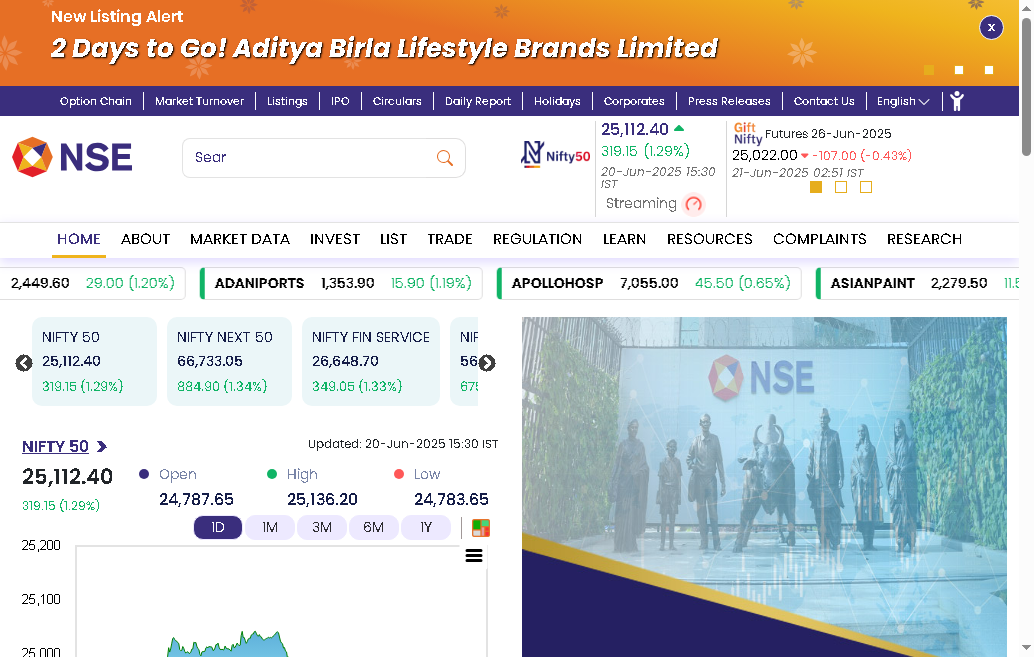 New Listing Alert
2 Days to Go! Aditya Birla Lifestyle Brands Limited
X
Option Chain
Market Turnover
Listings
IPO
Circulars
Daily Report
Holidays
Corporates
Press Releases
Contact Us
English
NSE
Sear
Nifty50
25,112.40
319.15 (1.29%)
20-Jun-2025 15:30 IST
Streaming
Gift Nifty Futures 26-Jun-2025
25,022.00 -107.00 (-0.43%)
21-Jun-2025 02:51 IST
HOME
ABOUT
MARKET DATA
INVEST
LIST
TRADE
REGULATION
LEARN
RESOURCES
COMPLAINTS
RESEARCH
2,449.60 29.00 (1.20%)
ADANIPORTS 1,353.90 15.90 (1.19%)
APOLLOHOSP 7,055.00 45.50 (0.65%)
ASIANPAINT 2,279.50
NIFTY 50
25,112.40
319.15 (1.29%)
NIFTY NEXT 50
66,733.05
884.90 (1.34%)
NIFTY FIN SERVICE
26,648.70
349.05 (1.33%)
NSE
NIFTY 50
Updated: 20-Jun-2025 15:30 IST
25,112.40
319.15 (1.29%)
Open
24,787.65
High
25,136.20
Low
24,783.65
1D
1M
3M
6M
1Y
25,200
25,100
25,000